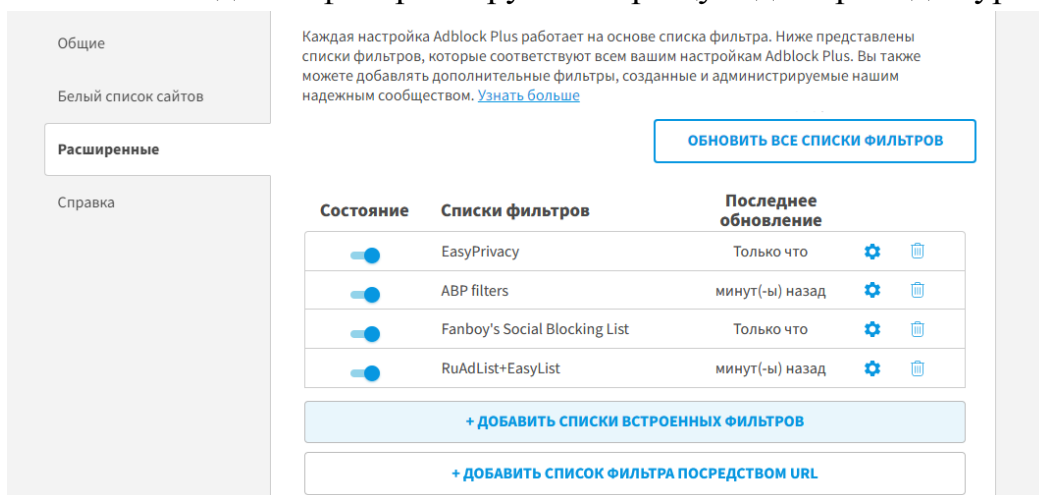 Общие
Белый список сайтов
Расширенные
Справка
Каждая настройка Adblock Plus работает на основе списка фильтра. Ниже представлены
списки фильтров, которые соответствуют всем вашим настройкам Adblock Plus. Вы также
можете добавлять дополнительные фильтры, созданные и администрируемые нашим
надежным сообществом. Узнать больше
ОБНОВИТЬ ВСЕ СПИСКИ ФИЛЬТРОВ
Состояние Списки фильтров Последнее обновление
EasyPrivacy Только что
ABP filters минут(-ы) назад
Fanboy's Social Blocking List Только что
RuAdList+EasyList минут(-ы) назад
+ ДОБАВИТЬ СПИСКИ ВСТРОЕННЫХ ФИЛЬТРОВ
+ ДОБАВИТЬ СПИСОК ФИЛЬТРА ПОСРЕДСТВОМ URL